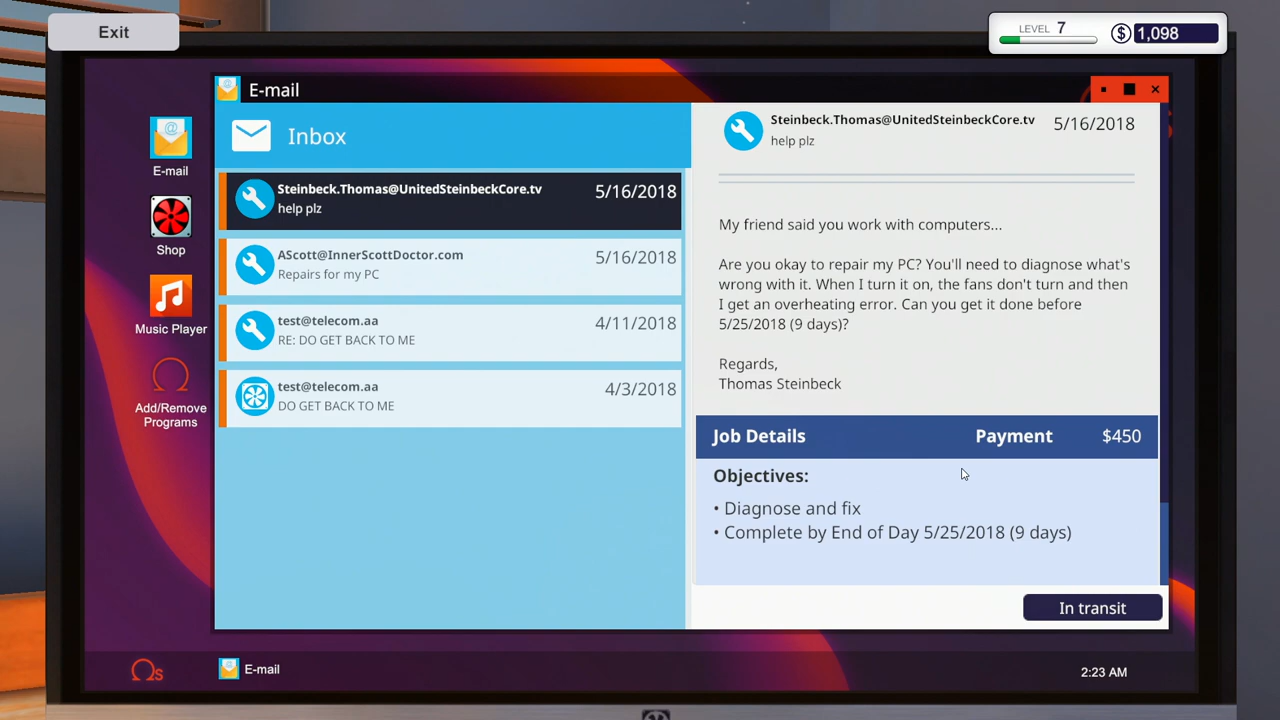 Exit
LEVEL 7
$ 1,098
E-mail
E-mail
Shop
Music Player
Add/Remove
Programs
Inbox
Steinbeck.Thomas@UnitedSteinbeckCore.tv 5/16/2018
help plz
AScott@InnerScottDoctor.com 5/16/2018
Repairs for my PC
test@telecom.aa 4/11/2018
RE: DO GET BACK TO ME
test@telecom.aa 4/3/2018
DO GET BACK TO ME
Steinbeck.Thomas@UnitedSteinbeckCore.tv 5/16/2018
help plz
My friend said you work with computers...
Are you okay to repair my PC? You'll need to diagnose what's
wrong with it. When I turn it on, the fans don't turn and then
I get an overheating error. Can you get it done before
5/25/2018 (9 days)?
Regards,
Thomas Steinbeck
Job Details Payment $450
Objectives:
• Diagnose and fix
• Complete by End of Day 5/25/2018 (9 days)
In transit
Ωs
E-mail
2:23 AM